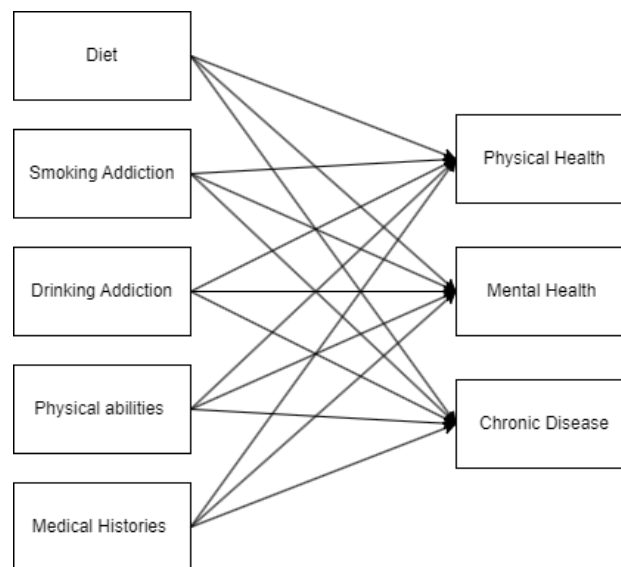 Diet
Smoking Addiction
Drinking Addiction
Physical abilities
Medical Histories
Physical Health
Mental Health
Chronic Disease